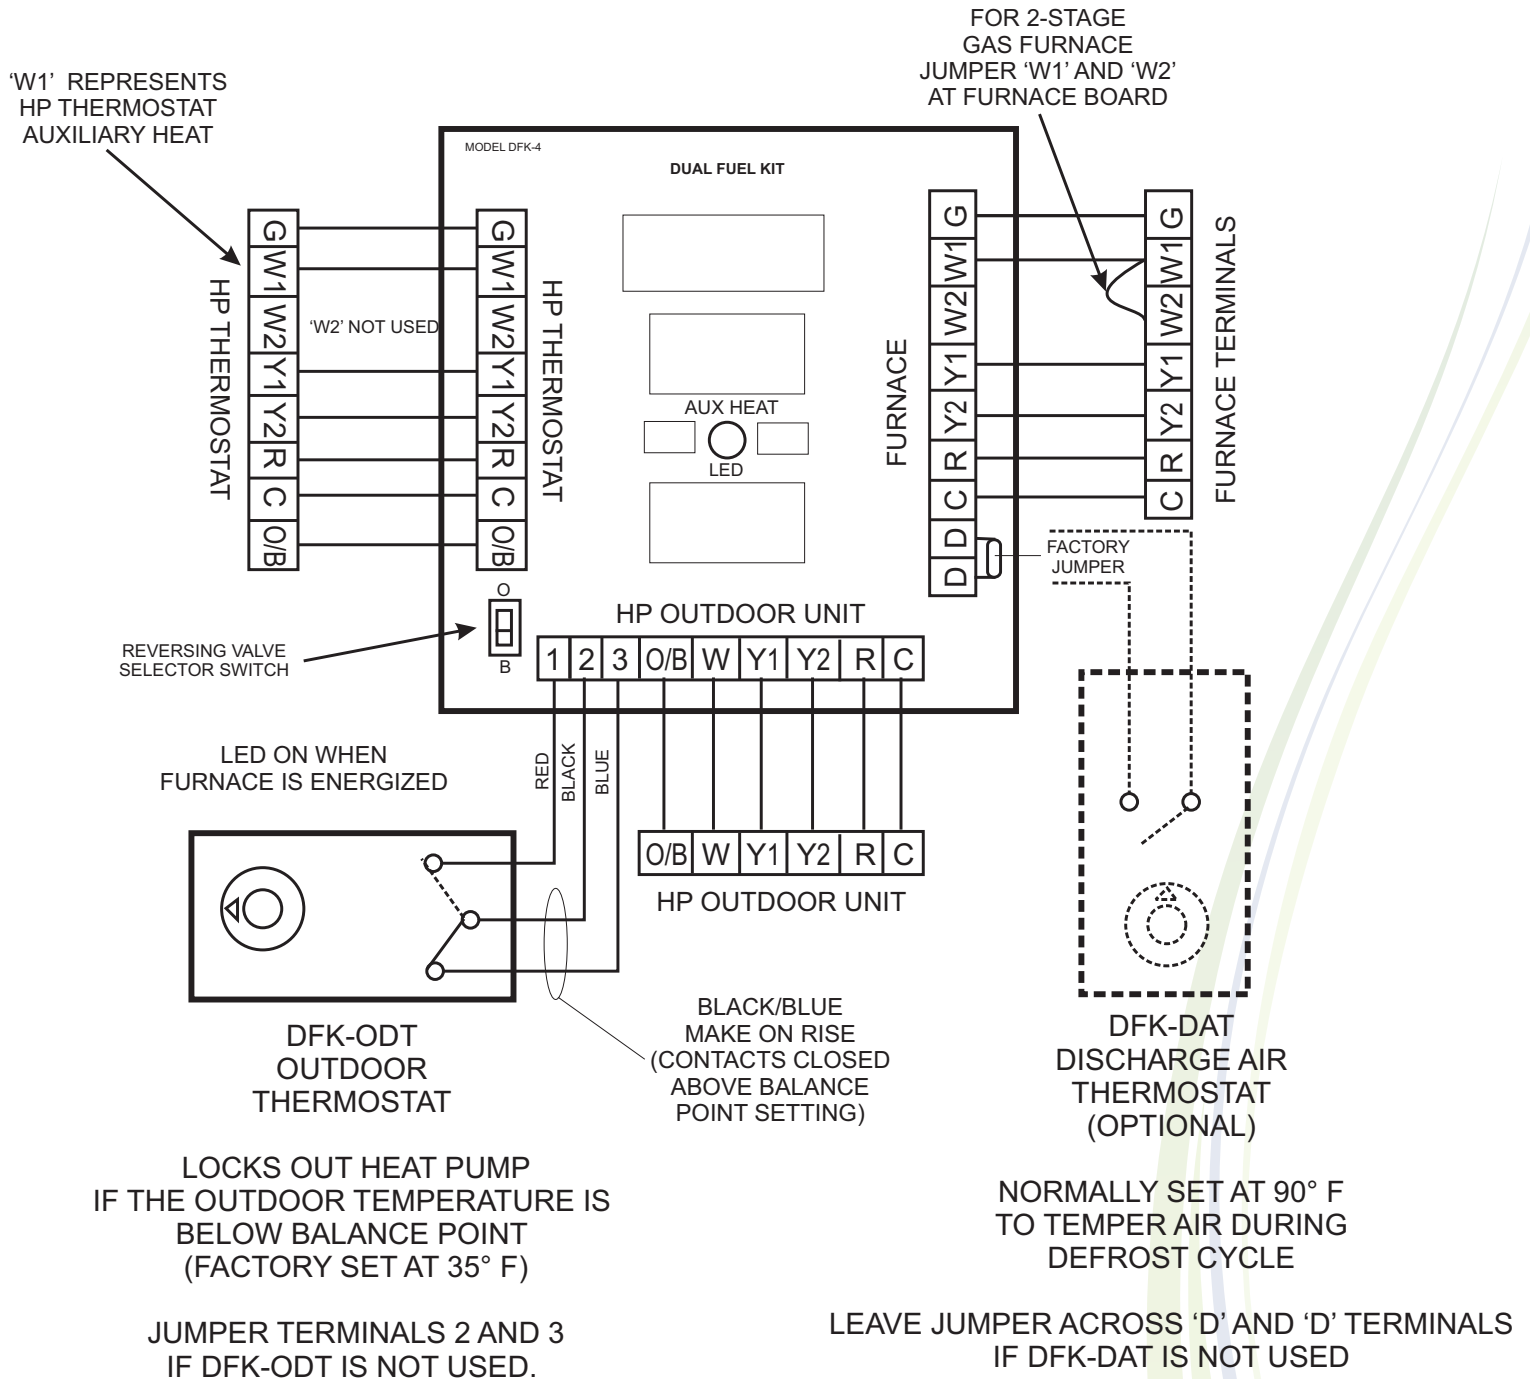 FOR 2-STAGE
GAS FURNACE
JUMPER ‘W1’ AND ‘W2’
AT FURNACE BOARD
‘W1’ REPRESENTS
HP THERMOSTAT
AUXILIARY HEAT
MODEL DFK-4
DUAL FUEL KIT
HP THERMOSTAT
G
W1
W2
Y1
Y2
R
C
O/B
‘W2’ NOT USED
G
W1
W2
Y1
Y2
R
C
O/B
HP THERMOSTAT
AUX HEAT
LED
FURNACE
G
W1
W2
Y1
Y2
R
C
D
D
G
W1
W2
Y1
Y2
R
C
FURNACE TERMINALS
FACTORY
JUMPER
O
B
REVERSING VALVE
SELECTOR SWITCH
HP OUTDOOR UNIT
1 2 3 O/B W Y1 Y2 R C
RED
BLACK
BLUE
LED ON WHEN
FURNACE IS ENERGIZED
O/B W Y1 Y2 R C
HP OUTDOOR UNIT
BLACK/BLUE
MAKE ON RISE
(CONTACTS CLOSED
ABOVE BALANCE
POINT SETTING)
DFK-ODT
OUTDOOR
THERMOSTAT
LOCKS OUT HEAT PUMP
IF THE OUTDOOR TEMPERATURE IS
BELOW BALANCE POINT
(FACTORY SET AT 35° F)
JUMPER TERMINALS 2 AND 3
IF DFK-ODT IS NOT USED.
DFK-DAT
DISCHARGE AIR
THERMOSTAT
(OPTIONAL)
NORMALLY SET AT 90° F
TO TEMPER AIR DURING
DEFROST CYCLE
LEAVE JUMPER ACROSS ‘D’ AND ‘D’ TERMINALS
IF DFK-DAT IS NOT USED